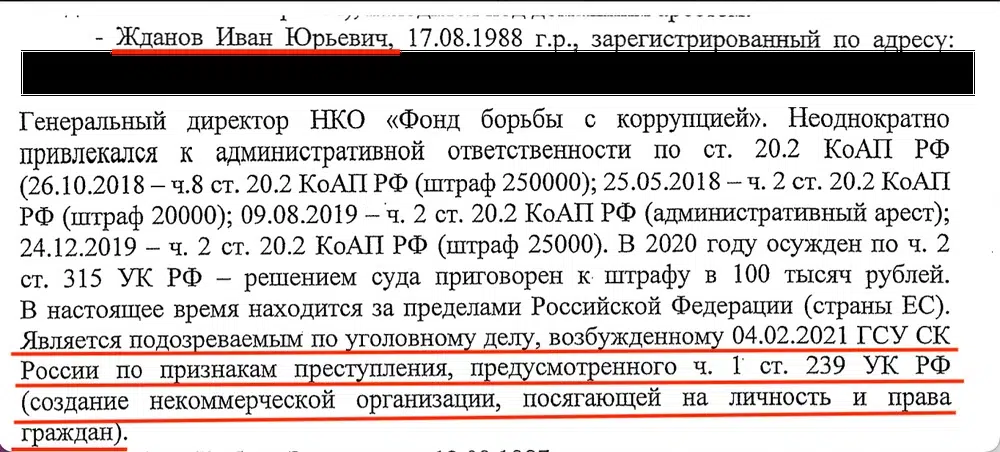 - Жданов Иван Юрьевич, 17.08.1988 г.р., зарегистрированный по адресу:
Генеральный директор НКО «Фонд борьбы с коррупцией». Неоднократно
привлекался к административной ответственности по ст. 20.2 КоАП РФ
(26.10.2018 – ч.8 ст. 20.2 КоАП РФ (штраф 250000); 25.05.2018 – ч. 2 ст. 20.2 КоАП
РФ (штраф 20000); 09.08.2019 – ч. 2 ст. 20.2 КоАП РФ (административный арест);
24.12.2019 – ч. 2 ст. 20.2 КоАП РФ (штраф 25000). В 2020 году осужден по ч. 2
ст. 315 УК РФ – решением суда приговорен к штрафу в 100 тысяч рублей.
В настоящее время находится за пределами Российской Федерации (страны ЕС).
Является подозреваемым по уголовному делу, возбужденному 04.02.2021 ГСУ СК
России по признакам преступления, предусмотренного ч. 1 ст. 239 УК РФ
(создание некоммерческой организации, посягающей на личность и права
граждан).